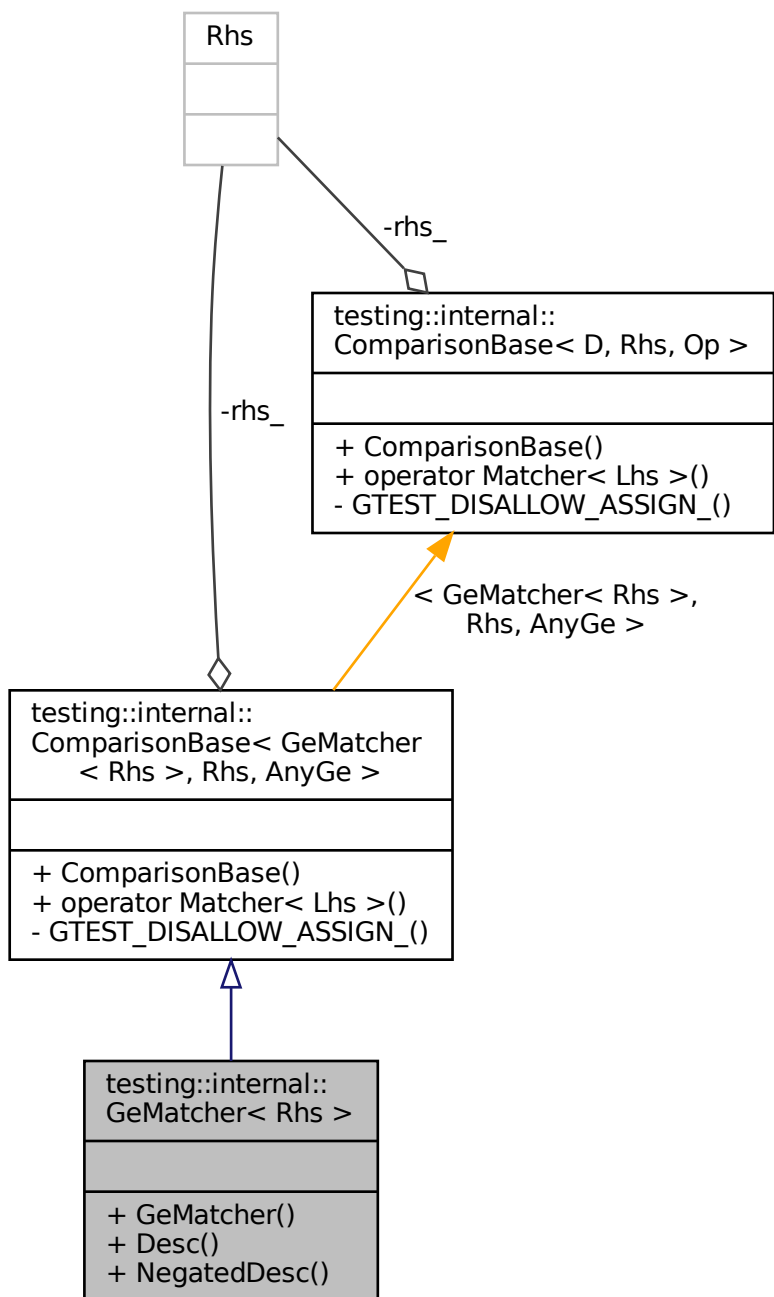 Rhs
-rhs_
testing::internal::
ComparisonBase< D, Rhs, Op >
+ ComparisonBase()
+ operator Matcher< Lhs >()
- GTEST_DISALLOW_ASSIGN_()
-rhs_
< GeMatcher< Rhs >,
Rhs, AnyGe >
testing::internal::
ComparisonBase< GeMatcher
< Rhs >, Rhs, AnyGe >
+ ComparisonBase()
+ operator Matcher< Lhs >()
- GTEST_DISALLOW_ASSIGN_()
testing::internal::
GeMatcher< Rhs >
+ GeMatcher()
+ Desc()
+ NegatedDesc()